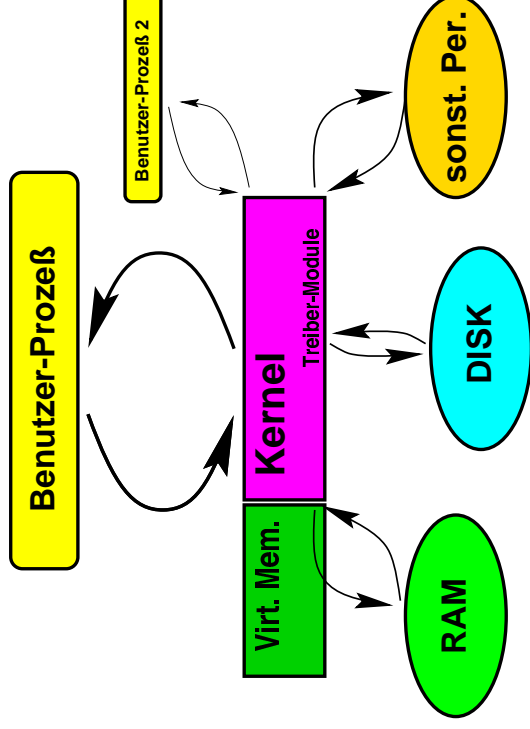 Benutzer-Prozeß
Benutzer-Prozeß 2
Virt. Mem.
Kernel
Treiber-Module
RAM
DISK
sonst. Per.